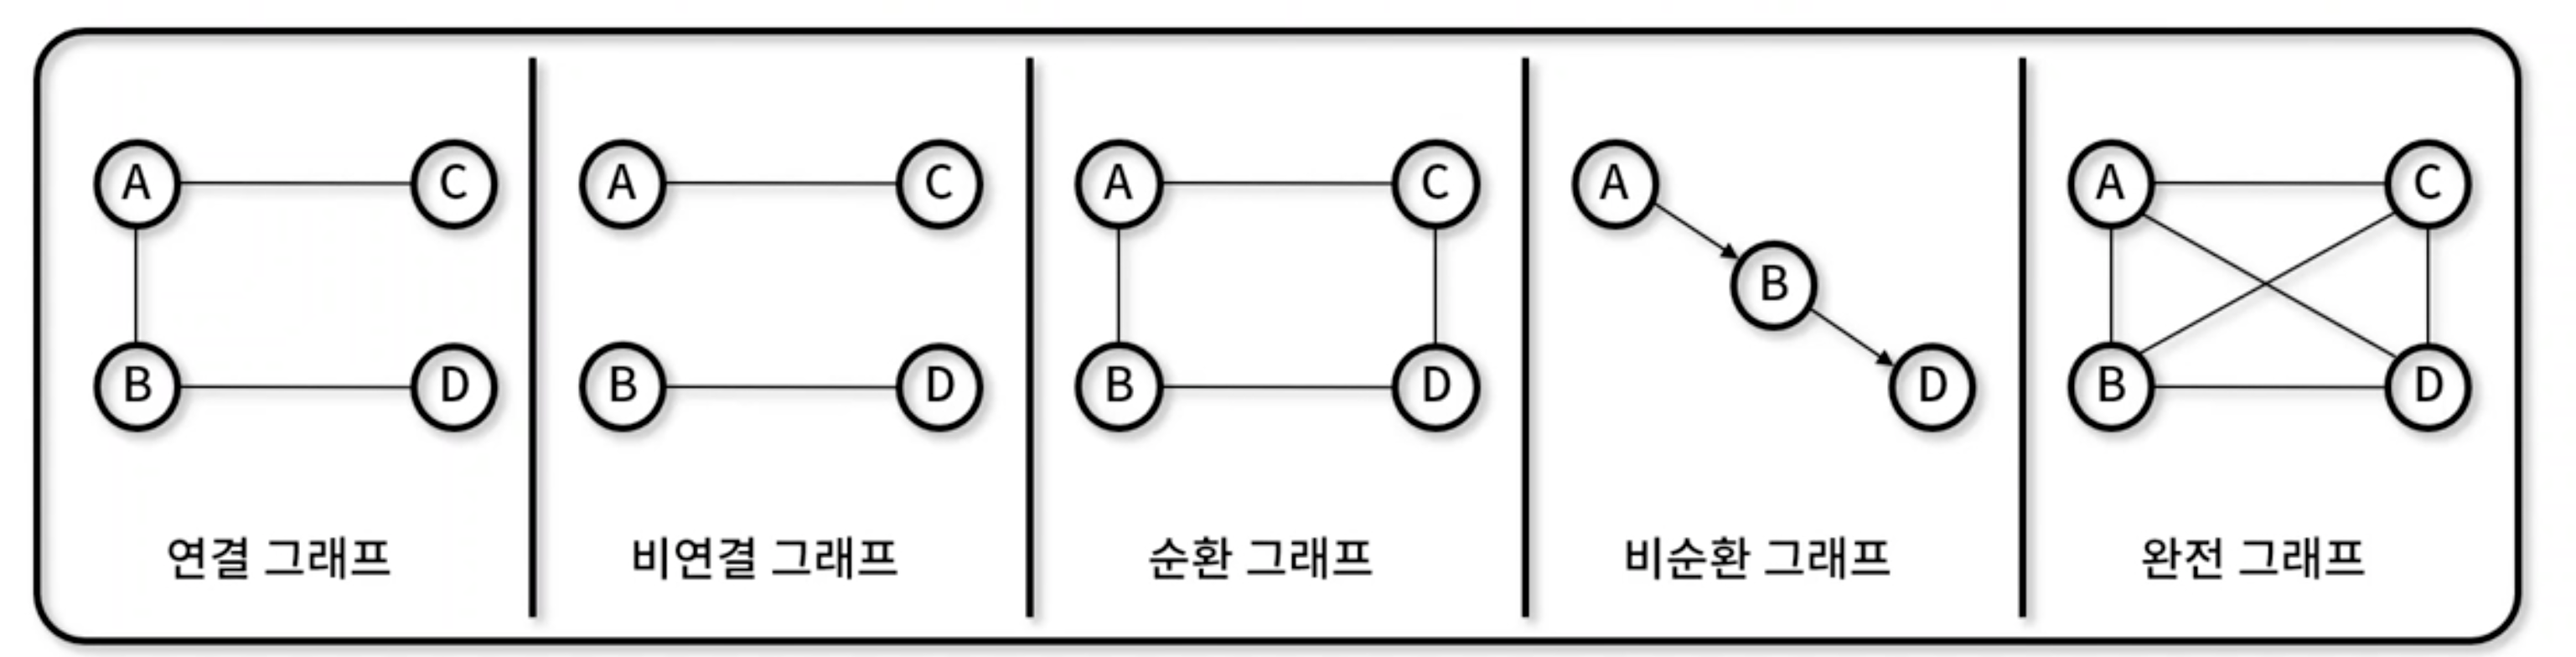 A C
B D
연결 그래프
A C
B D
비연결 그래프
A C
B D
순환 그래프
A
B
D
비순환 그래프
A C
B D
완전 그래프